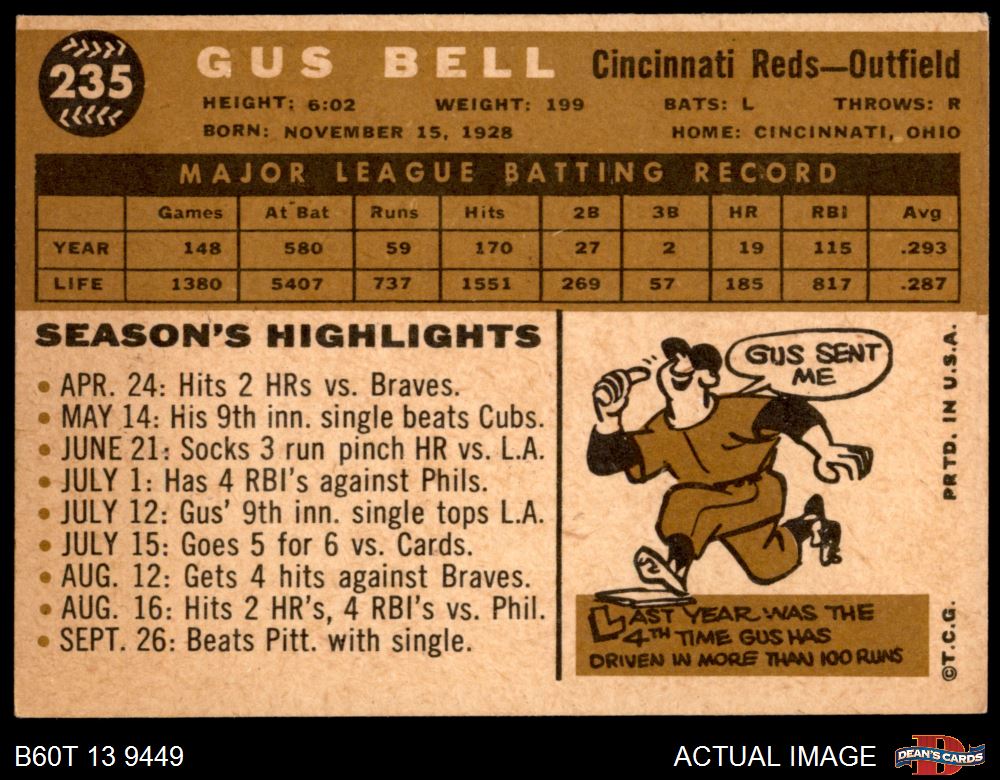 235
GUS BELL Cincinnati Reds—Outfield
HEIGHT: 6:02 WEIGHT: 199 BATS: L THROWS: R
BORN: NOVEMBER 15, 1928 HOME: CINCINNATI, OHIO
MAJOR LEAGUE BATTING RECORD
Games At Bat Runs Hits 2B 3B HR RBI Avg
YEAR 148 580 59 170 27 2 19 115 .293
LIFE 1380 5407 737 1551 269 57 185 817 .287
SEASON'S HIGHLIGHTS
• APR. 24: Hits 2 HRs vs. Braves.
• MAY 14: His 9th inn. single beats Cubs.
• JUNE 21: Socks 3 run pinch HR vs. L.A.
• JULY 1: Has 4 RBI's against Phils.
• JULY 12: Gus' 9th inn. single tops L.A.
• JULY 15: Goes 5 for 6 vs. Cards.
• AUG. 12: Gets 4 hits against Braves.
• AUG. 16: Hits 2 HR's, 4 RBI's vs. Phil.
• SEPT. 26: Beats Pitt. with single.
GUS SENT
ME
LAST YEAR WAS THE
4TH TIME GUS HAS
DRIVEN IN MORE THAN 100 RUNS
PRTD. IN U.S.A.
©T.C.G.
B60T 13 9449
ACTUAL IMAGE
DEAN'S CARDS